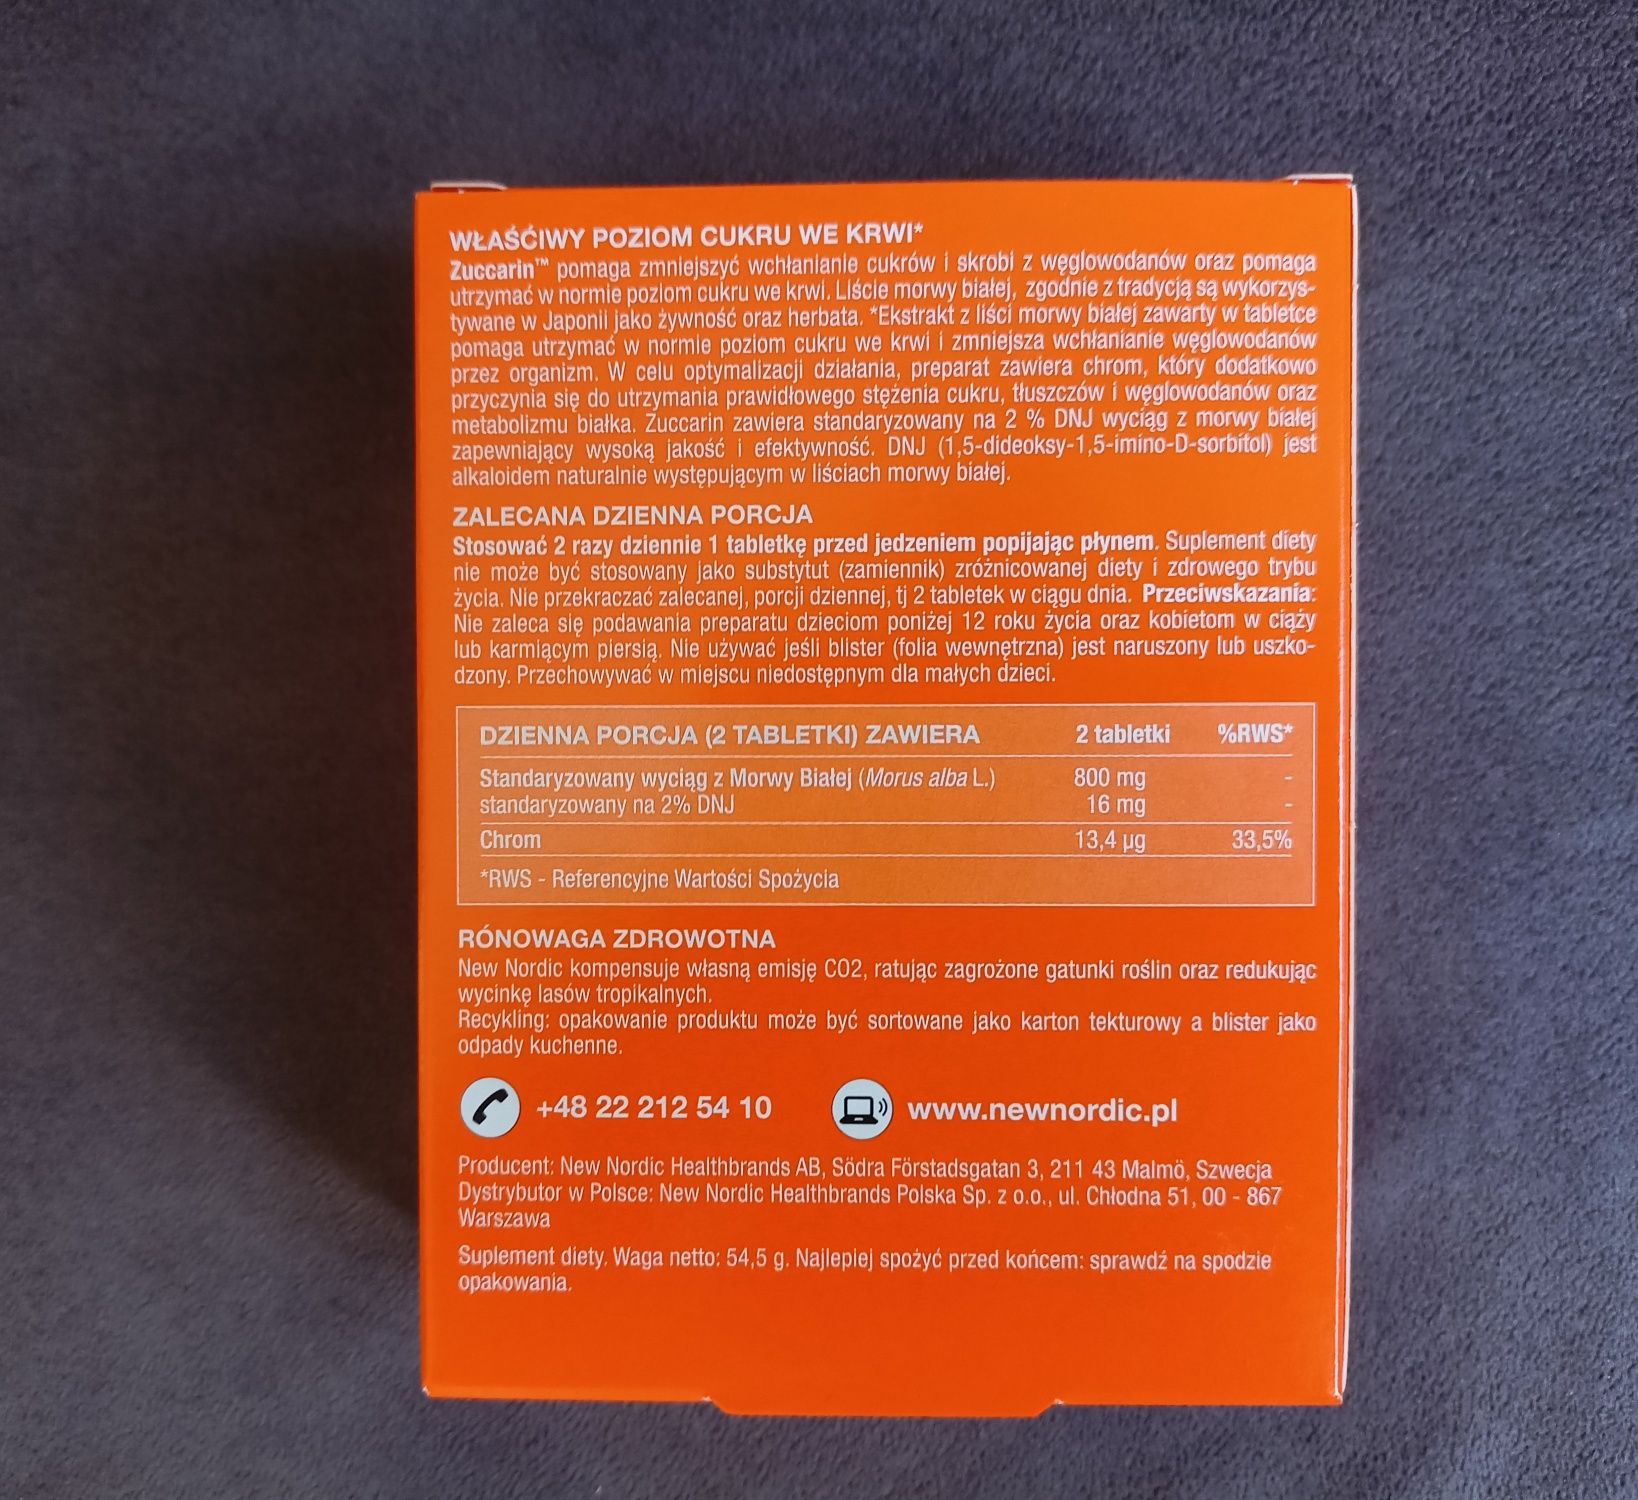 WŁAŚĆIWY POZIOM CUKRU WE KRWI*
Zuccarin™ pomaga zmniejszyć wchłanianie cukrów i skrobi z węglowodanów oraz pomaga
utrzymać w normie poziom cukru we krwi. Liście morwy białej, zgodnie z tradycją są wykorzys-
tywane w Japonii jako żywność oraz herbata. *Ekstrakt z liści morwy białej zawarty w tabletce
pomaga utrzymać w normie poziom cukru we krwi i zmniejsza wchłanianie węglowodanów
przez organizm. W celu optymalizacji działania, preparat zawiera chrom, który dodatkowo
przyczynia się do utrzymania prawidłowego stężenia cukru, tłuszczów i węglowodanów oraz
metabolizmu białka. Zuccarin zawiera standaryzowany na 2 % DNJ wyciąg z morwy białej
zapewniający wysoką jakość i efektywność. DNJ (1,5-dideoksy-1,5-imino-D-sorbitol) jest
alkaloidem naturalnie występującym w liściach morwy białej.
ZALECANA DZIENNA PORCJA
Stosować 2 razy dziennie 1 tabletkę przed jedzeniem popijając płynem. Suplement diety
nie może być stosowany jako substytut (zamiennik) zróżnicowanej diety i zdrowego trybu
życia. Nie przekraczać zalecanej, porcji dziennej, tj 2 tabletek w ciągu dnia. Przeciwskazania:
Nie zaleca się podawania preparatu dzieciom poniżej 12 roku życia oraz kobietom w ciąży
lub karmiącym piersią. Nie używać jeśli blister (folia wewnętrzna) jest naruszony lub uszko-
dzony. Przechowywać w miejscu niedostępnym dla małych dzieci.
DZIENNA PORCJA (2 TABLETKI) ZAWIERA 2 tabletki %RWS*
Standaryzowany wyciąg z Morwy Białej (Morus alba L.) 800 mg -
standaryzowany na 2% DNJ 16 mg -
Chrom 13,4 µg 33,5%
*RWS - Referencyjne Wartości Spożycia
RÓNOWAGA ZDROWOTNA
New Nordic kompensuje własną emisję CO2, ratując zagrożone gatunki roślin oraz redukując
wycinkę lasów tropikalnych.
Recykling: opakowanie produktu może być sortowane jako karton tekturowy a blister jako
odpady kuchenne.
+48 22 212 54 10 www.newnordic.pl
Producent: New Nordic Healthbrands AB, Södra Förstadsgatan 3, 211 43 Malmö, Szwecja
Dystrybutor w Polsce: New Nordic Healthbrands Polska Sp. z o.o., ul. Chłodna 51, 00 - 867
Warszawa
Suplement diety. Waga netto: 54,5 g. Najlepiej spożyć przed końcem: sprawdź na spodzie
opakowania.